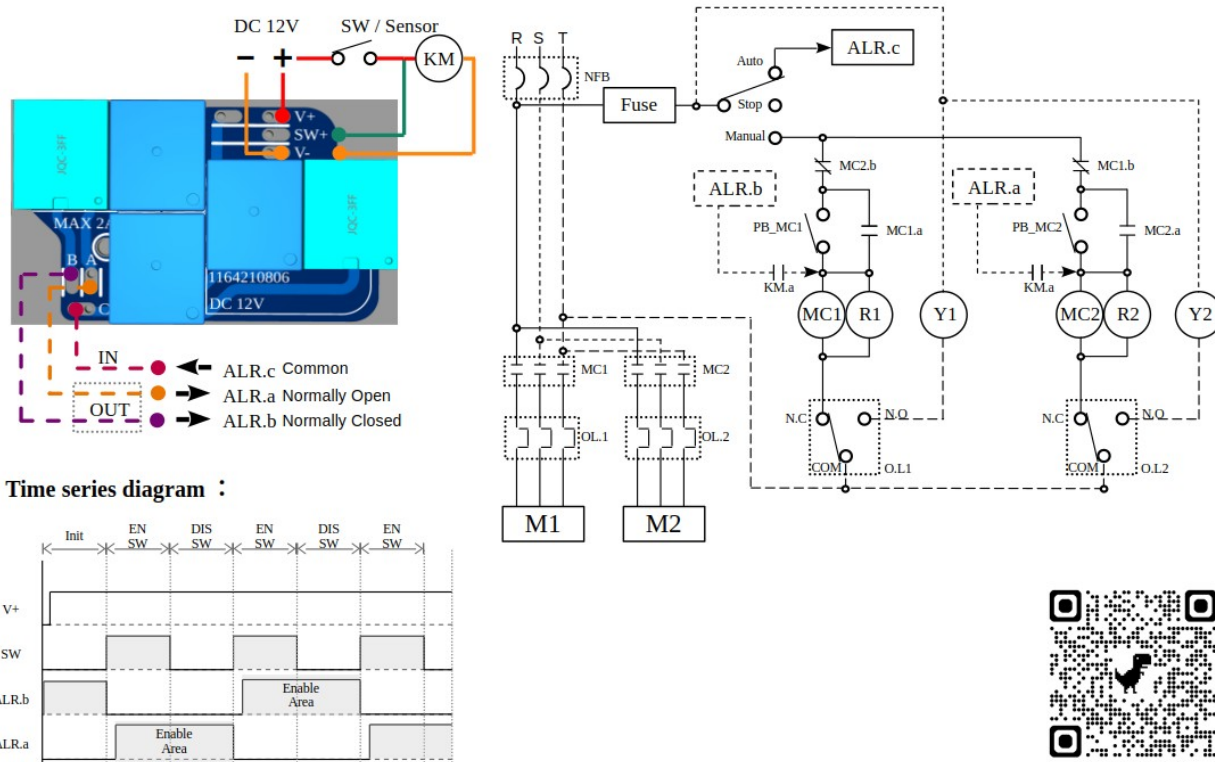 DC 12V
SW / Sensor
− +
KM
V+
SW+
V-
JQC-3FF
JQC-3FF
MAX 2A
B A
1164210806
DC 12V
C
IN
ALR.c Common
ALR.a Normally Open
OUT
ALR.b Normally Closed
R S T
NFB
Fuse
Auto
Stop
Manual
ALR.c
MC2.b
MC1.b
ALR.b
ALR.a
PB_MC1
MC1.a
PB_MC2
MC2.a
KM.a
KM.a
MC1
R1
Y1
MC2
R2
Y2
MC1
MC2
OL.1
OL.2
N.C
N.O
COM
O.L1
N.C
N.O
COM
O.L2
M1
M2
Time series diagram :
Init
EN SW
DIS SW
EN SW
DIS SW
EN SW
V+
SW
ALR.b
Enable
Area
ALR.a
Enable
Area